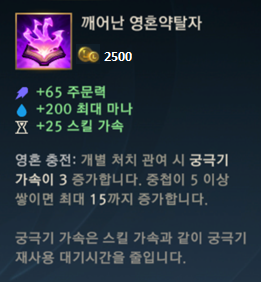 깨어난 영혼약탈자
2500
+65 주문력
+200 최대 마나
+25 스킬 가속
영혼 충전: 개별 처치 관여 시 궁극기
가속이 3 증가합니다. 중첩이 5 이상
쌓이면 최대 15까지 증가합니다.
궁극기 가속은 스킬 가속과 같이 궁극기
재사용 대기시간을 줄입니다.